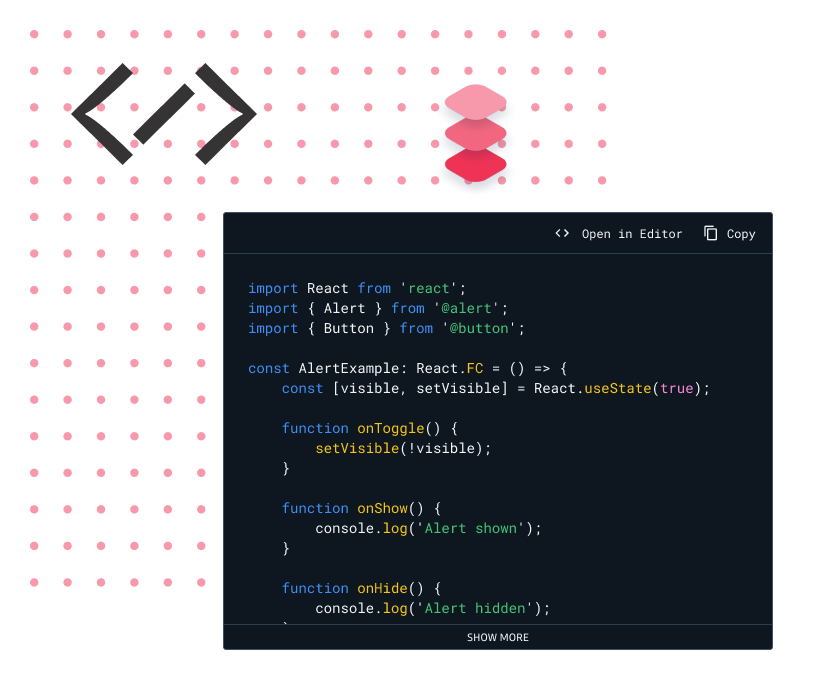 Open in Editor Copy
import React from 'react';
import { Alert } from '@alert';
import { Button } from '@button';
const AlertExample: React.FC = () => {
const [visible, setVisible] = React.useState(true);
function onToggle() {
setVisible(!visible);
}
function onShow() {
console.log('Alert shown');
}
function onHide() {
console.log('Alert hidden');
SHOW MORE